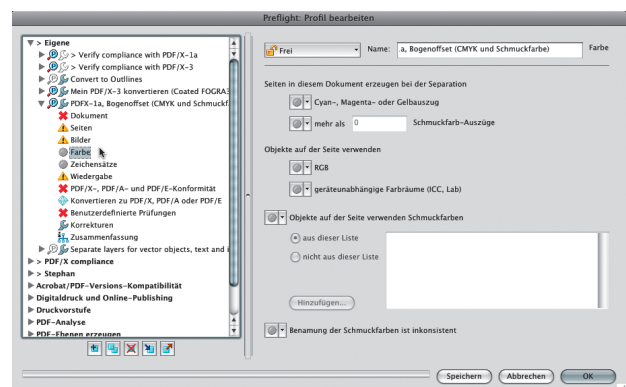 Preflight: Profil bearbeiten
> Eigene
> Verify compliance with PDF/X-1a
> Verify compliance with PDF/X-3
Convert to Outllines
Mein PDF/X-3 konvertieren (Coated FOGRA3
PDFX-1a, Bogenoffset (CMYK und Schmuckf
Dokument
Seiten
Bilder
Farbe
Zeichensätze
Wiedergabe
PDF/X-, PDF/A- und PDF/E-Konformität
Konvertieren zu PDF/X, PDF/A oder PDF/E
Benutzerdefinierte Prüfungen
Korrekturen
Zusammenfassung
Separate layers for vector objects, text and i
> PDF/X compliance
> Stephan
Acrobat/PDF-Versions-Kompatibilität
Digitaldruck und Online-Publishing
Druckvorstufe
PDF-Analyse
PDF-Ebenen erzeugen
Frei Name: .a, Bogenoffset (CMYK und Schmuckfarbe) Farbe
Seiten in diesem Dokument erzeugen bei der Separation
Cyan-, Magenta- oder Gelbauszug
mehr als 0 Schmuckfarb-Auszüge
Objekte auf der Seite verwenden
RGB
geräteunabhängige Farbräume (ICC, Lab)
Objekte auf der Seite verwenden Schmuckfarben
aus dieser Liste
nicht aus dieser Liste
Hinzufügen...
Benamung der Schmuckfarben ist inkonsistent
Speichern Abbrechen OK